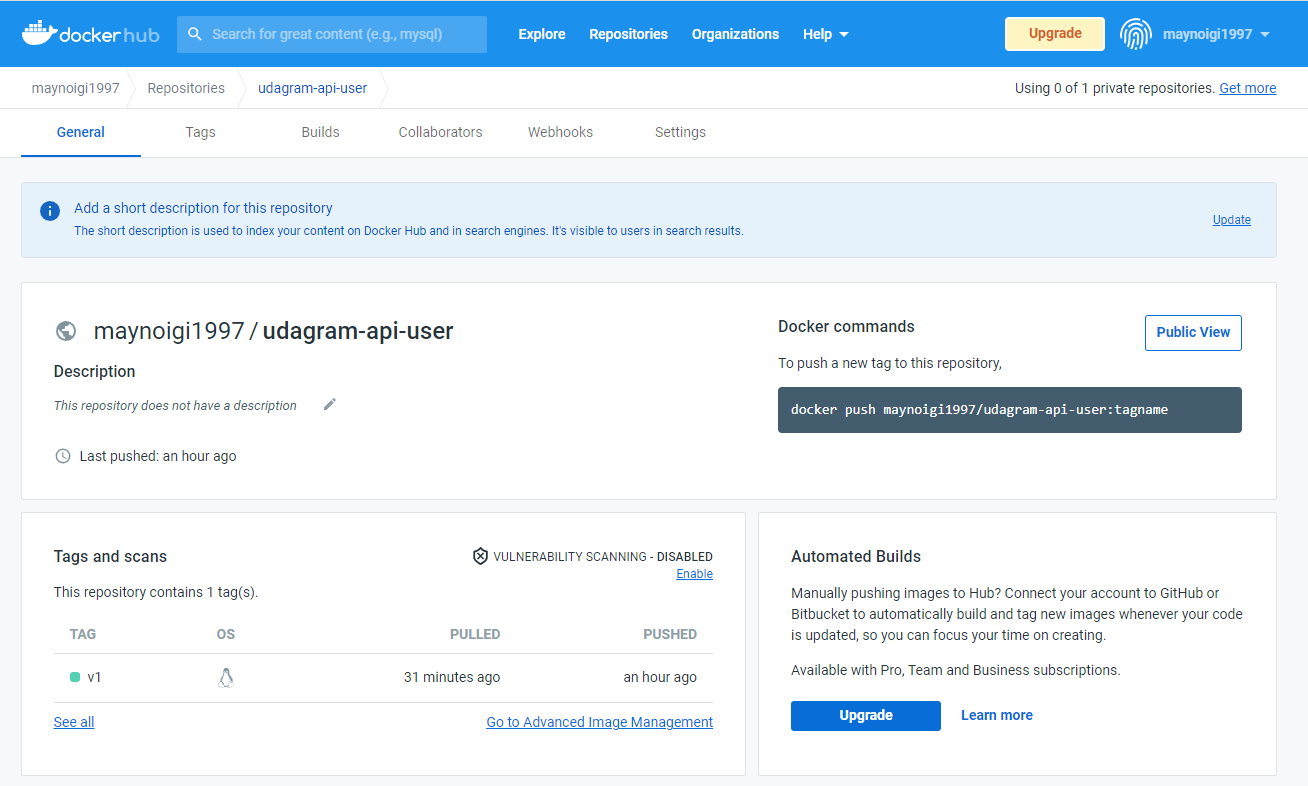 dockerhub Search for great content (e.g., mysql) Explore Repositories Organizations Help Upgrade maynoigi1997
maynoigi1997 Repositories udagram-api-user Using 0 of 1 private repositories. Get more
General Tags Builds Collaborators Webhooks Settings
Add a short description for this repository
The short description is used to index your content on Docker Hub and in search engines. It's visible to users in search results.
Update
maynoigi1997 / udagram-api-user
Description
This repository does not have a description
Last pushed: an hour ago
Docker commands
Public View
To push a new tag to this repository,
docker push maynoigi1997/udagram-api-user:tagname
Tags and scans
VULNERABILITY SCANNING - DISABLED
Enable
This repository contains 1 tag(s).
TAG OS PULLED PUSHED
v1 31 minutes ago an hour ago
See all Go to Advanced Image Management
Automated Builds
Manually pushing images to Hub? Connect your account to GitHub or
Bitbucket to automatically build and tag new images whenever your code
is updated, so you can focus your time on creating.
Available with Pro, Team and Business subscriptions.
Upgrade Learn more